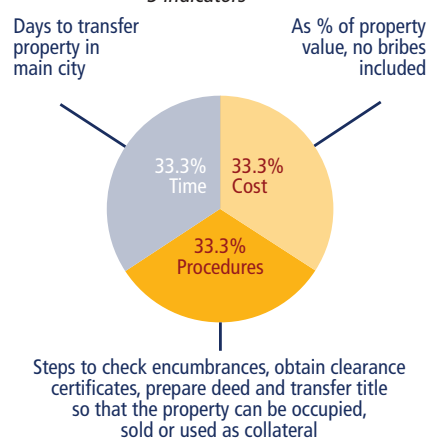 3 indicators
Days to transfer
property in
main city
As % of property
value, no bribes
included
33.3%
Time
33.3%
Cost
33.3%
Procedures
Steps to check encumbrances, obtain clearance
certificates, prepare deed and transfer title
so that the property can be occupied,
sold or used as collateral